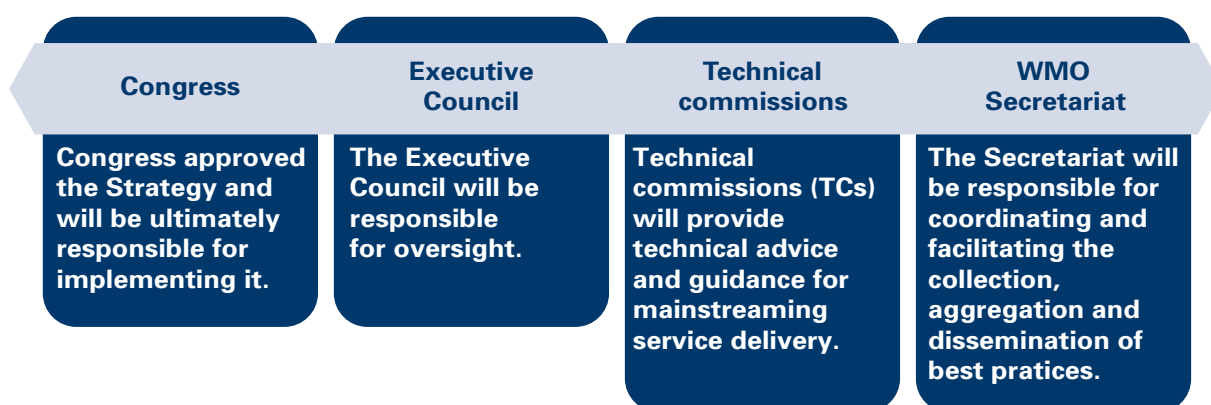 Congress
Congress approved
the Strategy and
will be ultimately
responsible for
implementing it.
Executive
Council
The Executive
Council will be
responsible
for oversight.
Technical
commissions
Technical
commissions (TCs)
will provide
technical advice
and guidance for
mainstreaming
service delivery.
WMO
Secretariat
The Secretariat will
be responsible for
coordinating and
facilitating the
collection,
aggregation and
dissemination of
best pratices.